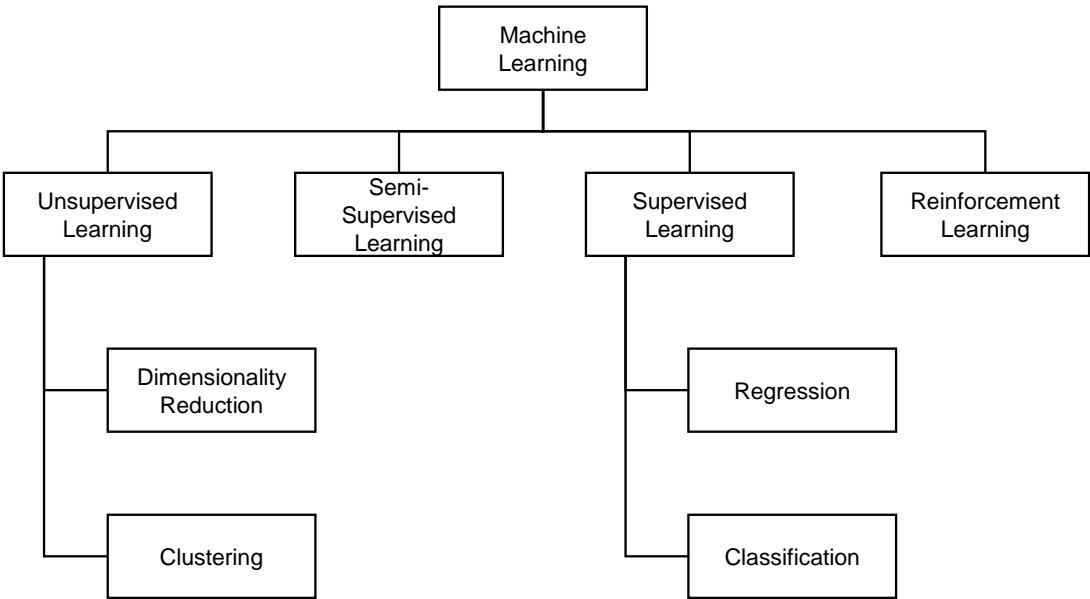 Machine
Learning
Unsupervised
Learning
Semi-
Supervised
Learning
Supervised
Learning
Reinforcement
Learning
Dimensionality
Reduction
Regression
Clustering
Classification